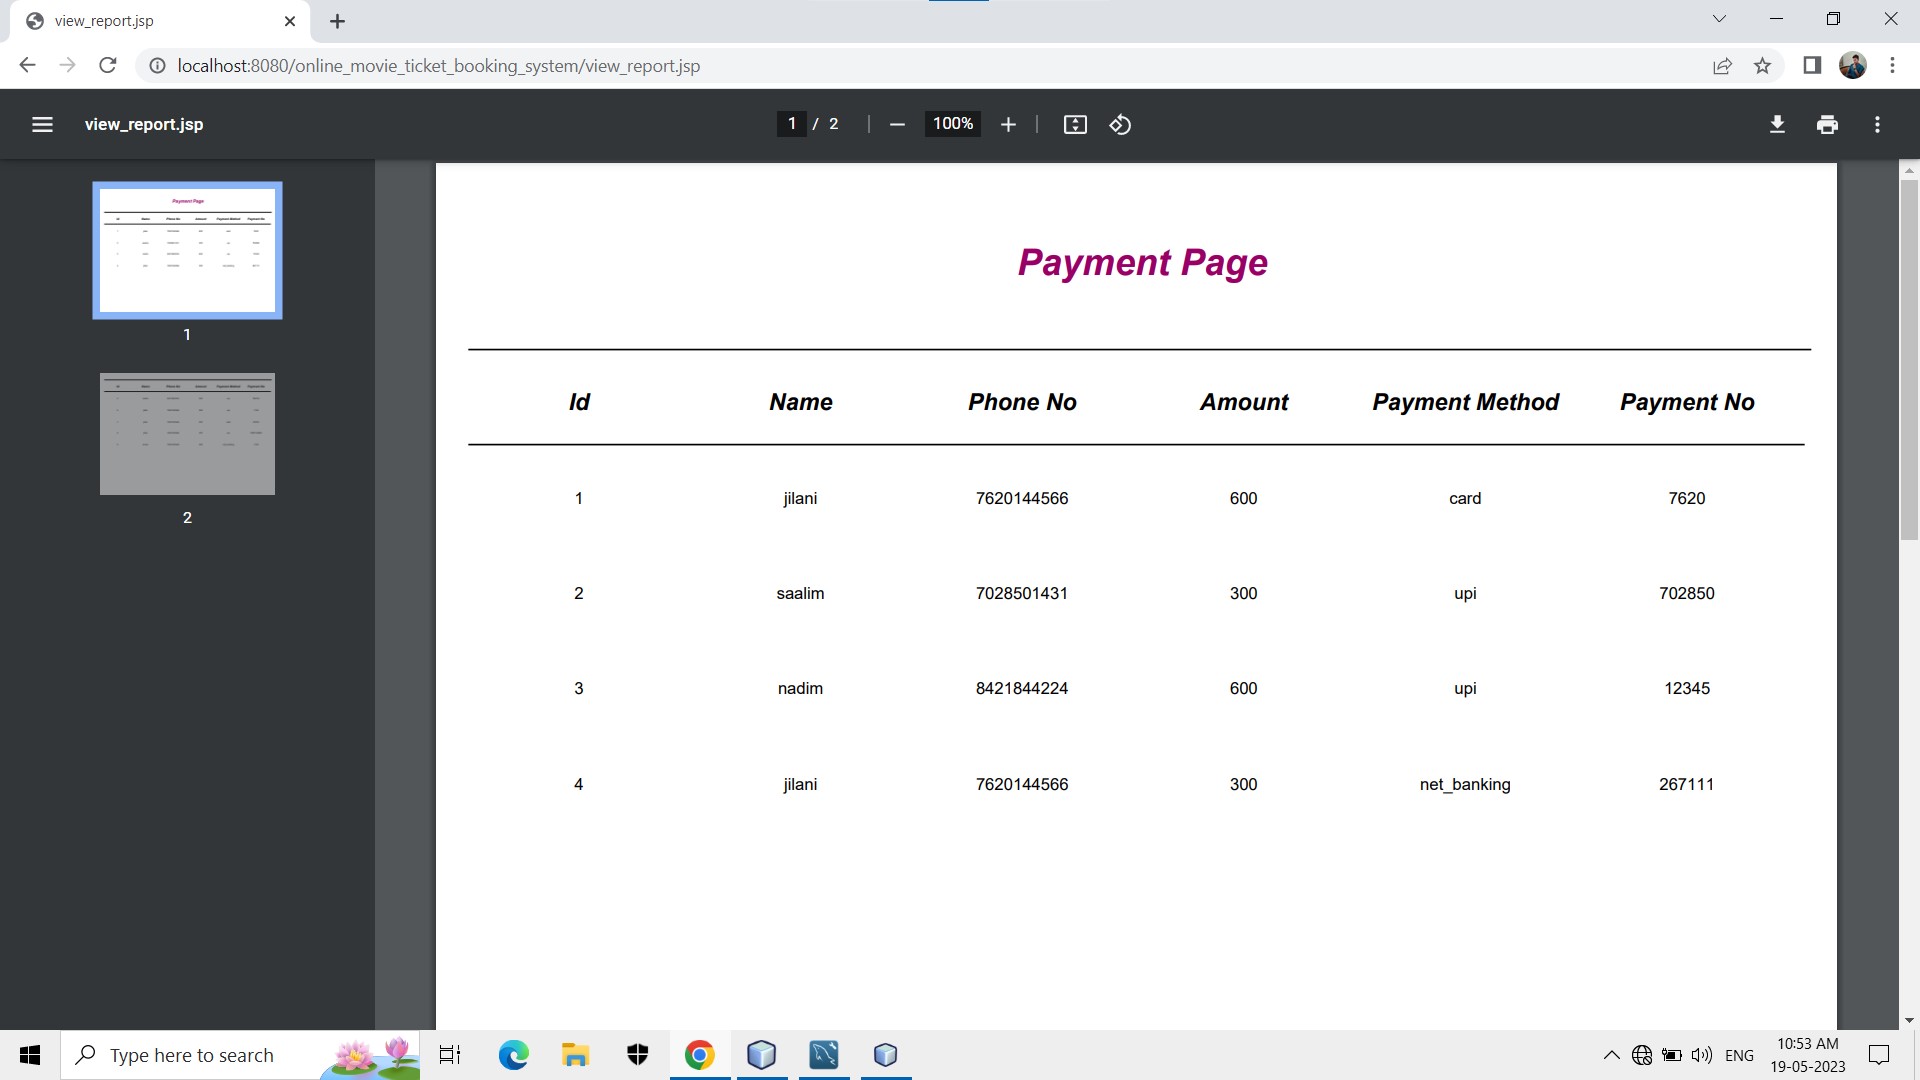 view_report.jsp
localhost:8080/online_movie_ticket_booking_system/view_report.jsp
view_report.jsp
1 / 2
100%
Payment Page
1
2
Payment Page
Id Name Phone No Amount Payment Method Payment No
1 jilani 7620144566 600 card 7620
2 saalim 7028501431 300 upi 702850
3 nadim 8421844224 600 upi 12345
4 jilani 7620144566 300 net_banking 267111
Type here to search
ENG
10:53 AM
19-05-2023